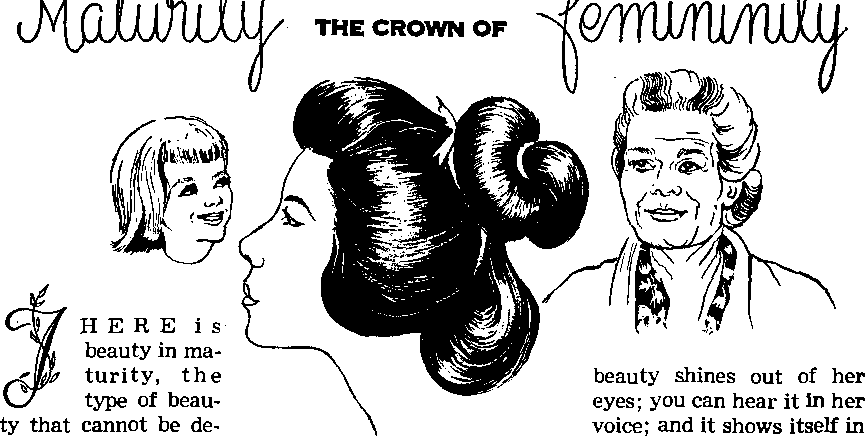 Maturity THE CROWN OF femininity
THERE is
beauty in ma-
turity, the
type of beau-
ty that cannot be de-
beauty shines out of her
eyes; you can hear it in her
voice; and it shows itself in